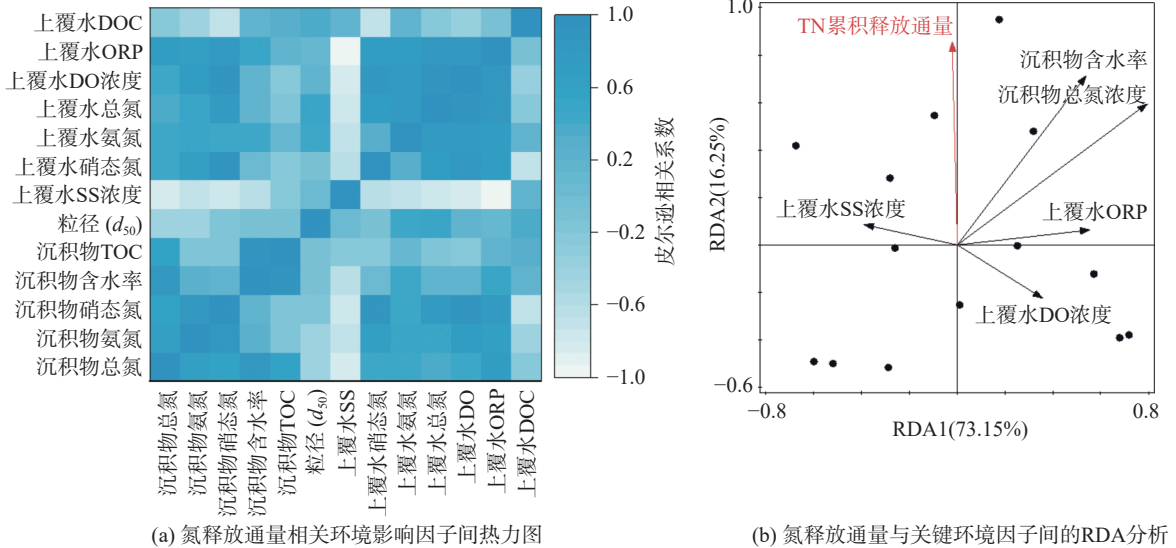 上覆水DOC
上覆水ORP
上覆水DO浓度
上覆水总氮
上覆水氨氮
上覆水硝态氮
上覆水SS浓度
粒径 (d50)
沉积物TOC
沉积物含水率
沉积物硝态氮
沉积物氨氮
沉积物总氮
沉积物总氮
沉积物氨氮
沉积物硝态氮
沉积物含水率
沉积物TOC
粒径 (d50)
上覆水SS
上覆水硝态氮
上覆水氨氮
上覆水总氮
上覆水DO
上覆水ORP
上覆水DOC
1.0
0.6
0.2
−0.2
−0.6
−1.0
皮尔逊相关系数
(a) 氮释放通量相关环境影响因子间热力图
1.0
−0.6
RDA2(16.25%)
TN累积释放通量
沉积物含水率
沉积物总氮浓度
上覆水SS浓度
上覆水ORP
上覆水DO浓度
−0.8
0.8
RDA1(73.15%)
(b) 氮释放通量与关键环境因子间的RDA分析